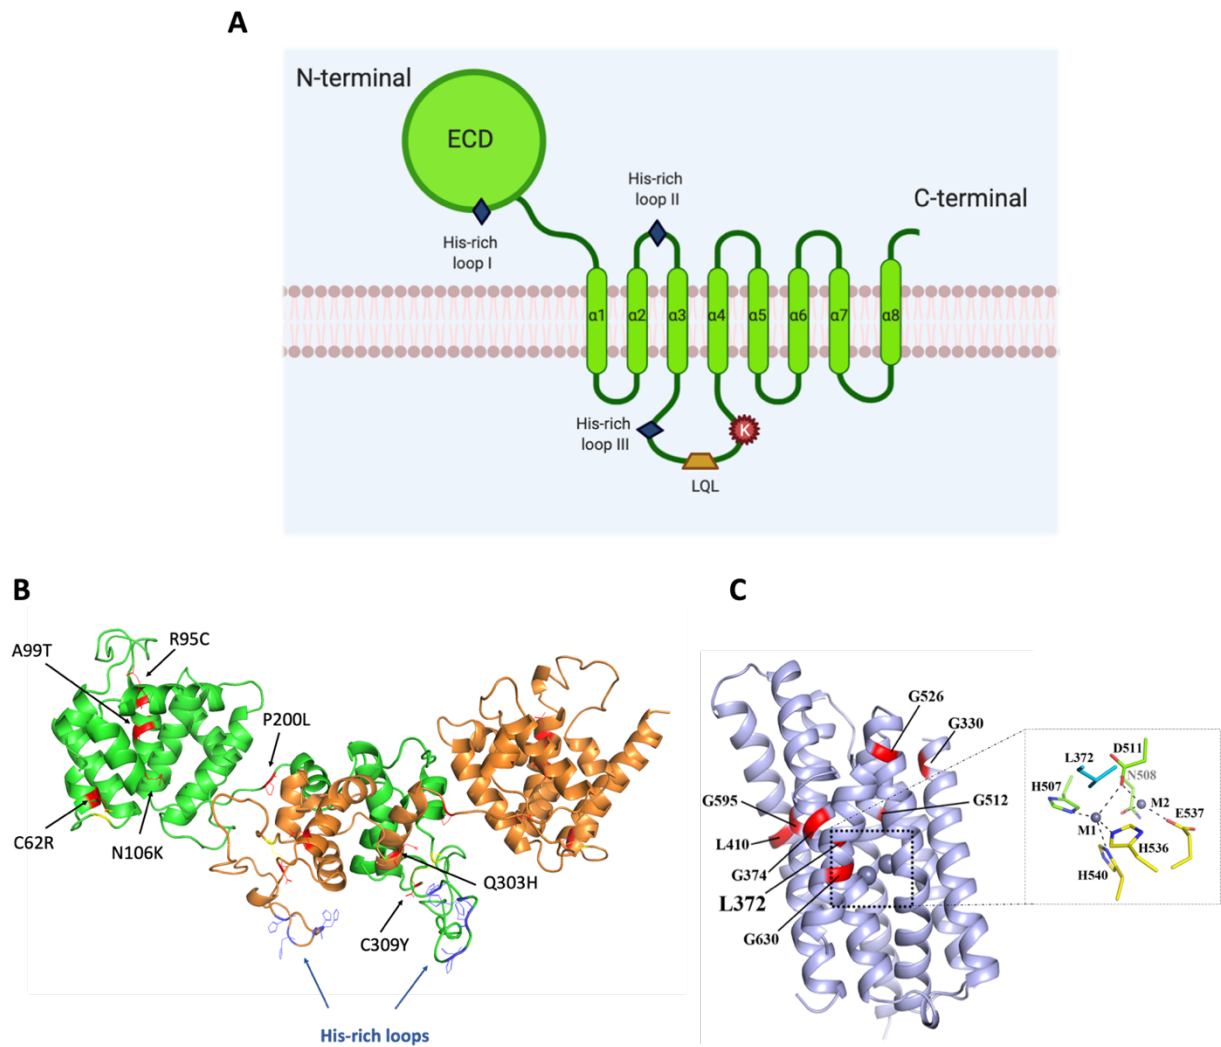 A
N-terminal
ECD
His-rich
loop I
His-rich
loop II
C-terminal
α1
α2
α3
α4
α5
α6
α7
α8
His-rich
loop III
K
LQL
B
A99T
R95C
P200L
C62R
N106K
Q303H
C309Y
His-rich loops
C
G526
G330
G595
G512
L410
G374
L372
G630
D511
L372
N508
H507
M2
E537
M1
H536
H540